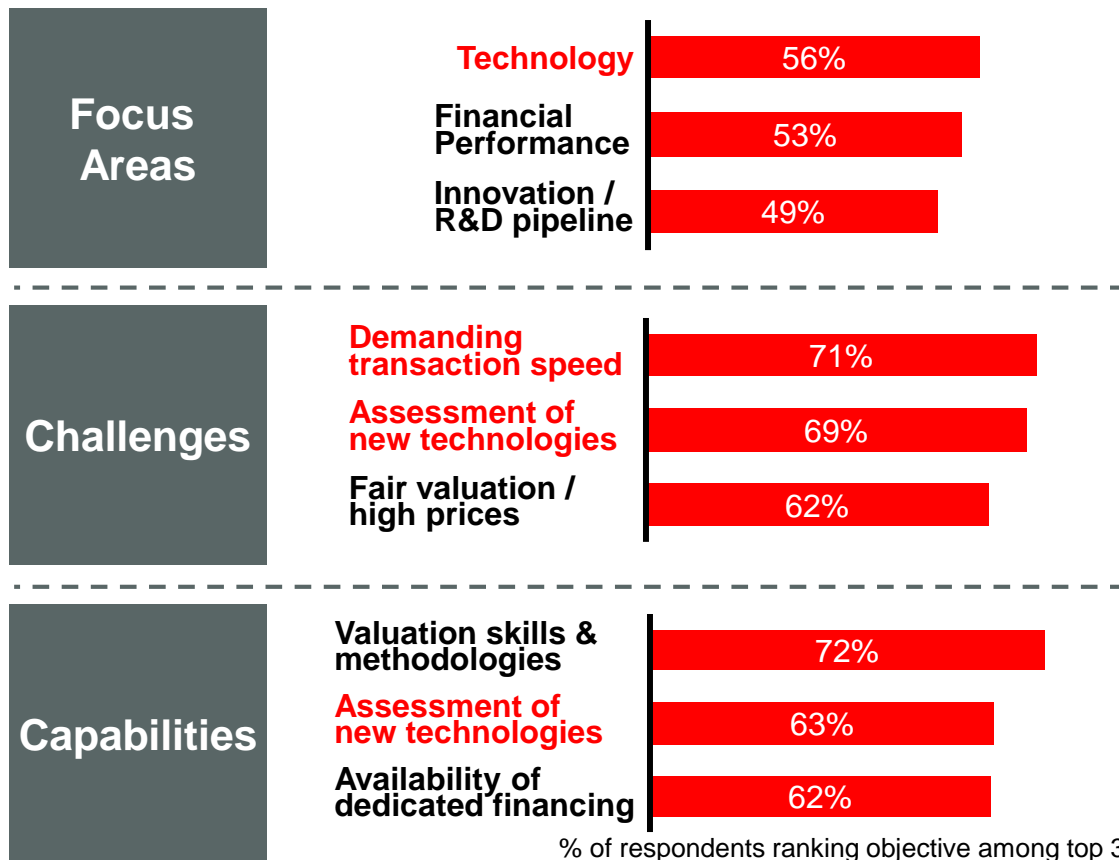 Focus
Areas
Technology
56%
Financial
Performance
53%
Innovation /
R&D pipeline
49%
Challenges
Demanding
transaction speed
71%
Assessment of
new technologies
69%
Fair valuation /
high prices
62%
Capabilities
Valuation skills &
methodologies
72%
Assessment of
new technologies
63%
Availability of
dedicated financing
62%
% of respondents ranking objective among top 3